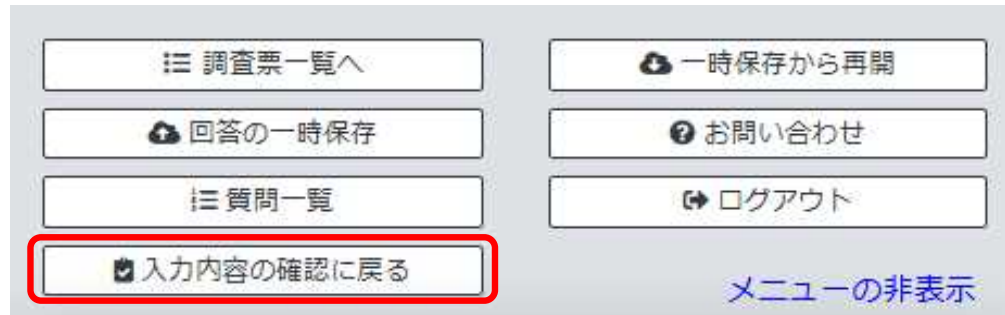 調査票一覧へ
一時保存から再開
回答の一時保存
お問い合わせ
質問一覧
ログアウト
入力内容の確認に戻る
メニューの非表示